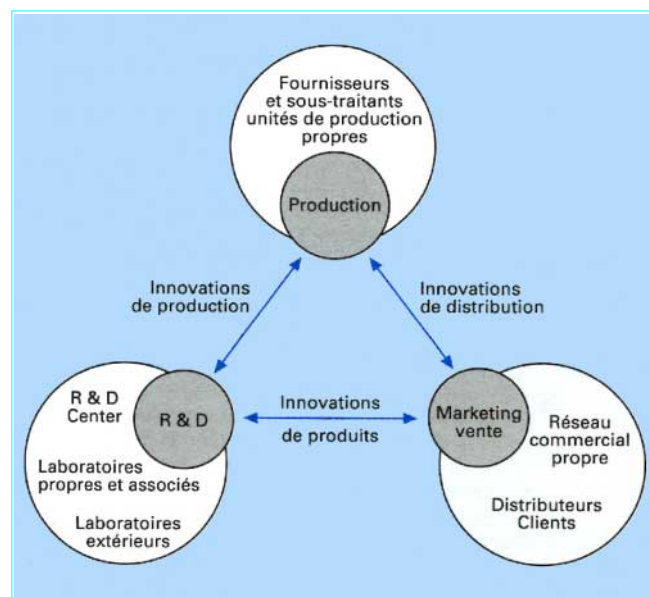 Fournisseurs
et sous-traitants
unités de production
propres
Production
Innovations
de production
Innovations
de distribution
R & D
Center
R & D
Laboratoires
propres et associés
Laboratoires
extérieurs
Innovations
de produits
Marketing
vente
Réseau
commercial
propre
Distributeurs
Clients